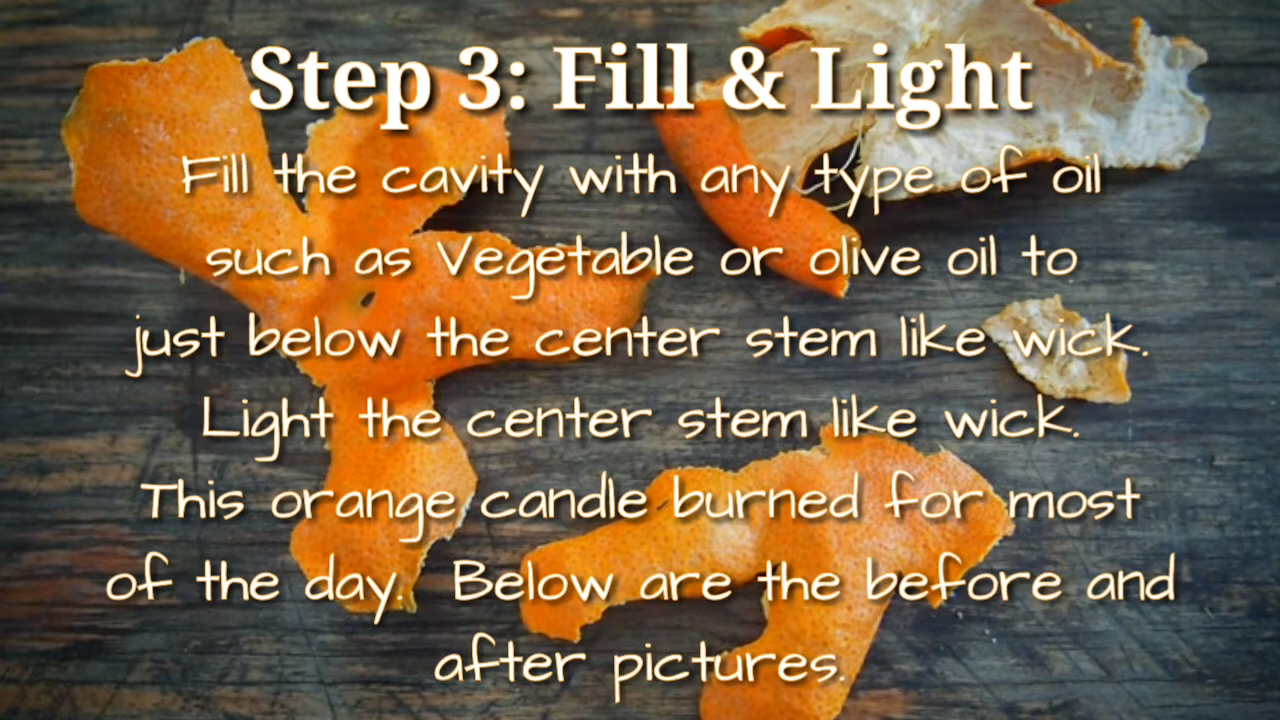 Step 3: Fill & Light
Fill the cavity with any type of oil
such as Vegetable or olive oil to
just below the center stem like wick.
Light the center stem like wick.
This orange candle burned for most
of the day.  Below are the before and
after pictures.